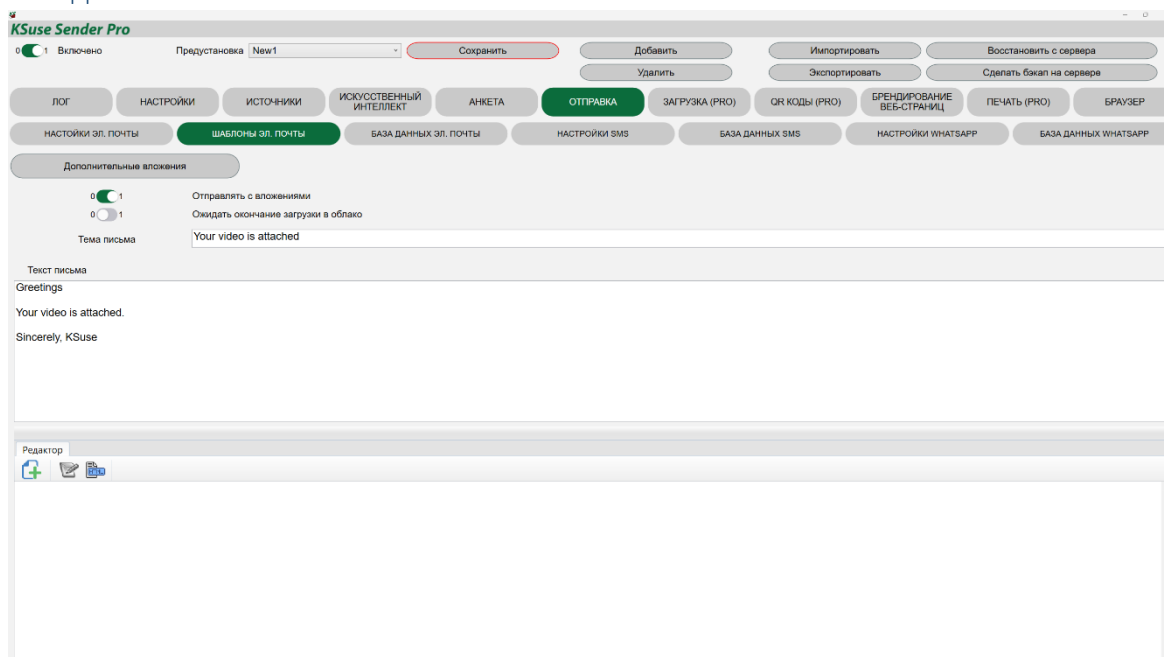 KSuse Sender Pro
0 1 Включено Предустановка New1 Сохранить Добавить Импортировать Восстановить с сервера
Удалить Экспортировать Сделать бэкап на сервере
ЛОГ НАСТРОЙКИ ИСТОЧНИКИ ИСКУССТВЕННЫЙ ИНТЕЛЛЕКТ АНКЕТА ОТПРАВКА ЗАГРУЗКА (PRO) QR КОДЫ (PRO) БРЕНДИРОВАНИЕ ВЕБ-СТРАНИЦ ПЕЧАТЬ (PRO) БРАУЗЕР
НАСТОЙКИ ЭЛ. ПОЧТЫ ШАБЛОНЫ ЭЛ. ПОЧТЫ БАЗА ДАННЫХ ЭЛ. ПОЧТЫ НАСТРОЙКИ SMS БАЗА ДАННЫХ SMS НАСТРОЙКИ WHATSAPP БАЗА ДАННЫХ WHATSAPP
Дополнительные вложения
0 1 Отправлять с вложениями
0 1 Ожидать окончание загрузки в облако
Тема письма Your video is attached
Текст письма
Greetings
Your video is attached.
Sincerely, KSuse
Редактор